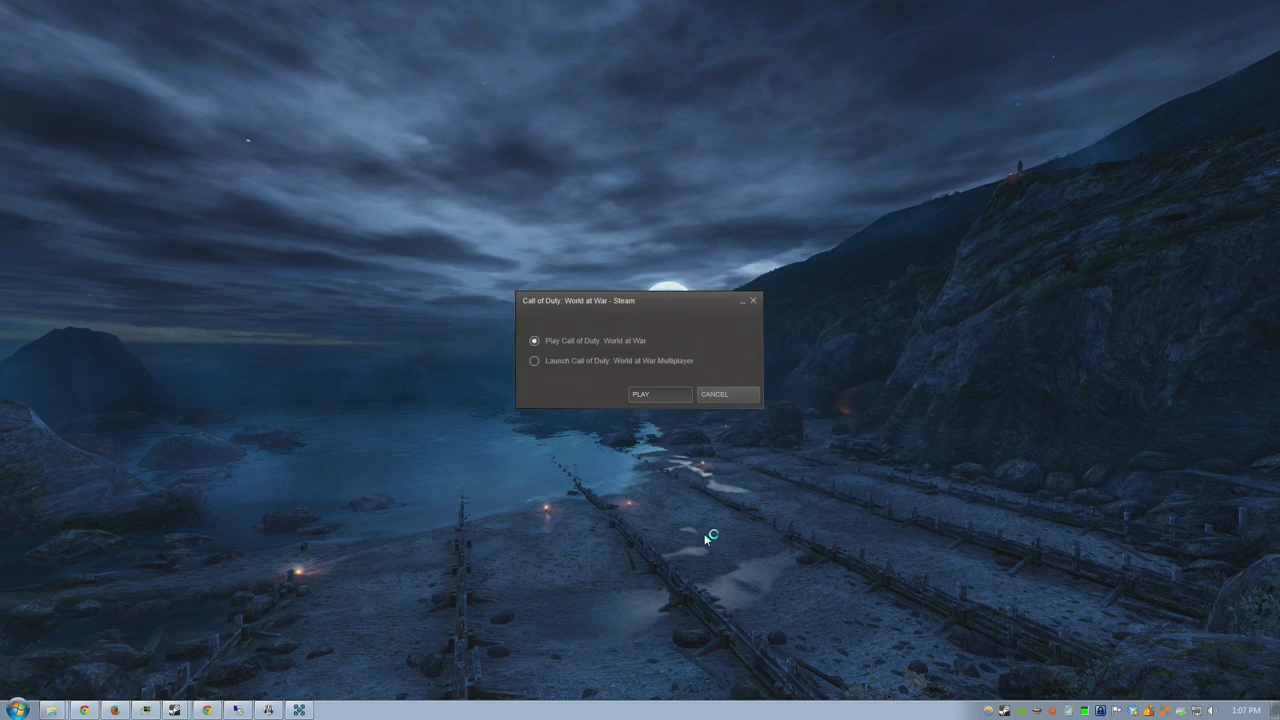 Call of Duty: World at War - Steam
Play Call of Duty: World at War
Launch Call of Duty: World at War Multiplayer
PLAY
CANCEL
1:07 PM